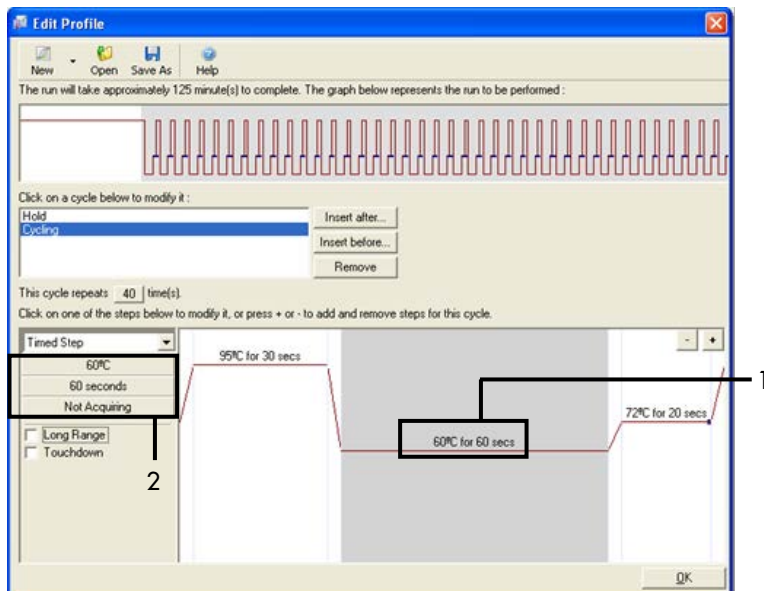 Edit Profile
New Open Save As Help
The run will take approximately 125 minute(s) to complete. The graph below represents the run to be performed :
Click on a cycle below to modify it :
Hold
Cycling
Insert after...
Insert before...
Remove
This cycle repeats 40 time(s).
Click on one of the steps below to modify it, or press + or - to add and remove steps for this cycle.
Timed Step
- +
60ºC
60 seconds
Not Acquiring
Long Range
Touchdown
95ºC for 30 secs
60ºC for 60 secs
72ºC for 20 secs
1
2
OK